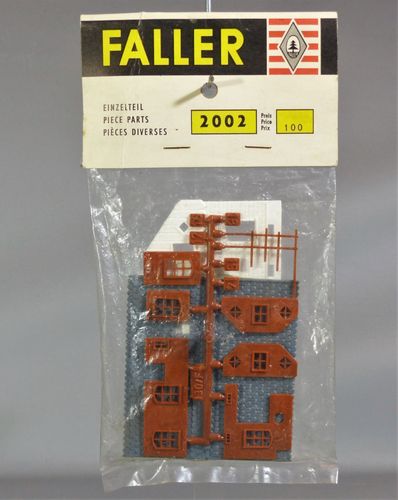 FALLER
EINZELTEIL
PIECE PARTS
PIÈCES DIVERSES
2002
Preis
Price
Prix
100